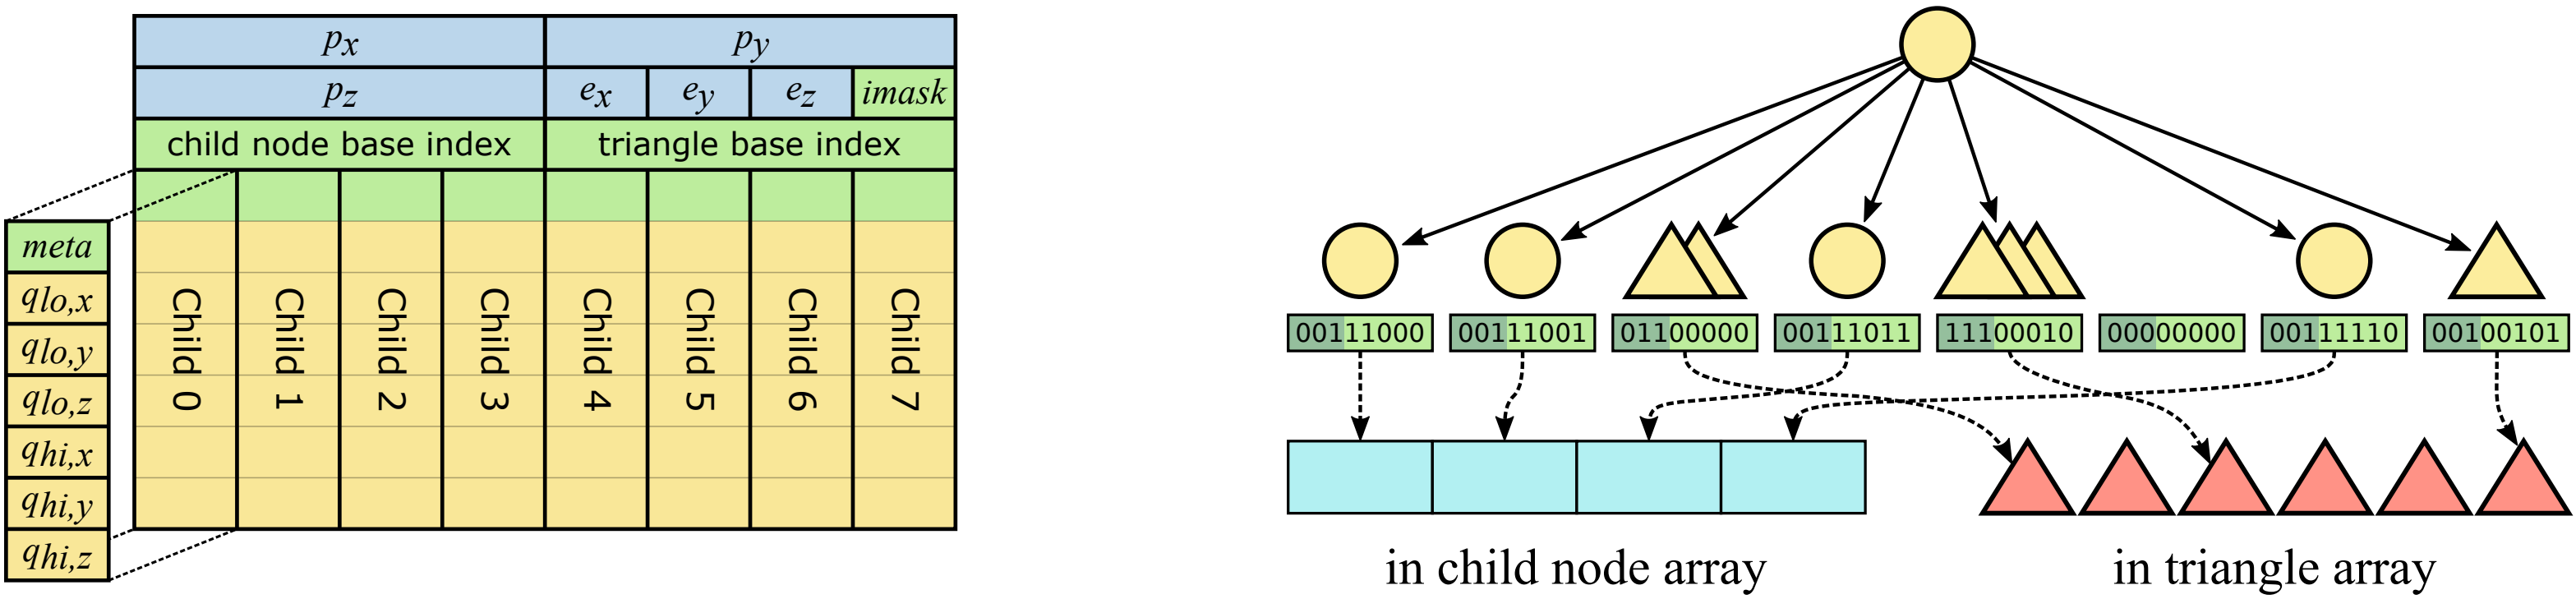 px py
pz ex ey ez imask
child node base index triangle base index
meta
qlo,x
qlo,y
qlo,z
qhi,x
qhi,y
qhi,z
Child 0
Child 1
Child 2
Child 3
Child 4
Child 5
Child 6
Child 7
00111000 00111001 01100000 00111011 11100010 00000000 00111110 00100101
in child node array in triangle array